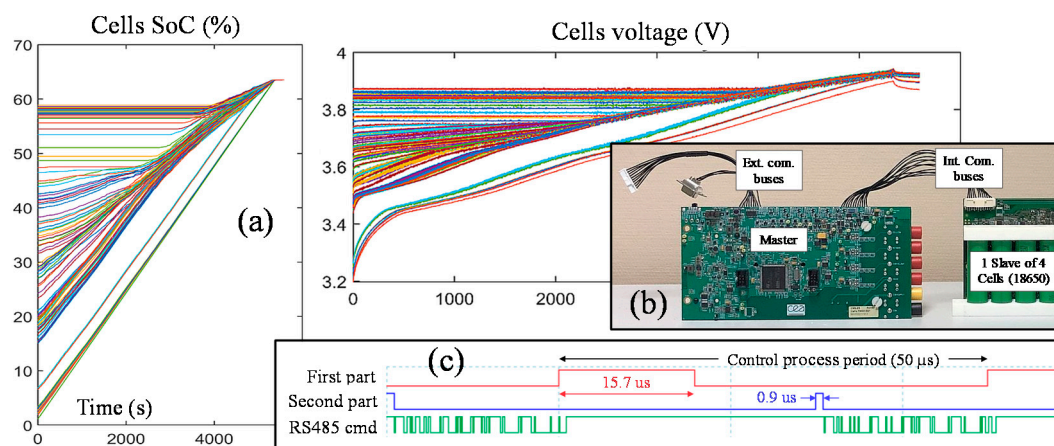 (a)
Cells SoC (%)
70
60
50
40
30
20
10
0
0
2000
4000
Time (s)
Cells voltage (V)
4
3.8
3.6
3.4
3.2
0
1000
2000
(b)
Ext. com.
buses
Int. Com.
buses
Master
1 Slave of 4
Cells (18650)
(c)
Control process period (50 µs)
First part
15.7 us
Second part
0.9 us
RS485 cmd